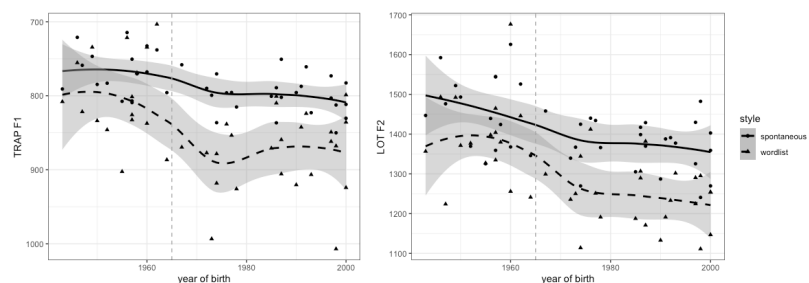 700
800
900
1000
TRAP F1
1960
1980
2000
year of birth
1700
1600
1500
1400
1300
1200
1100
LOT F2
1960
1980
2000
year of birth
style
spontaneous
wordlist